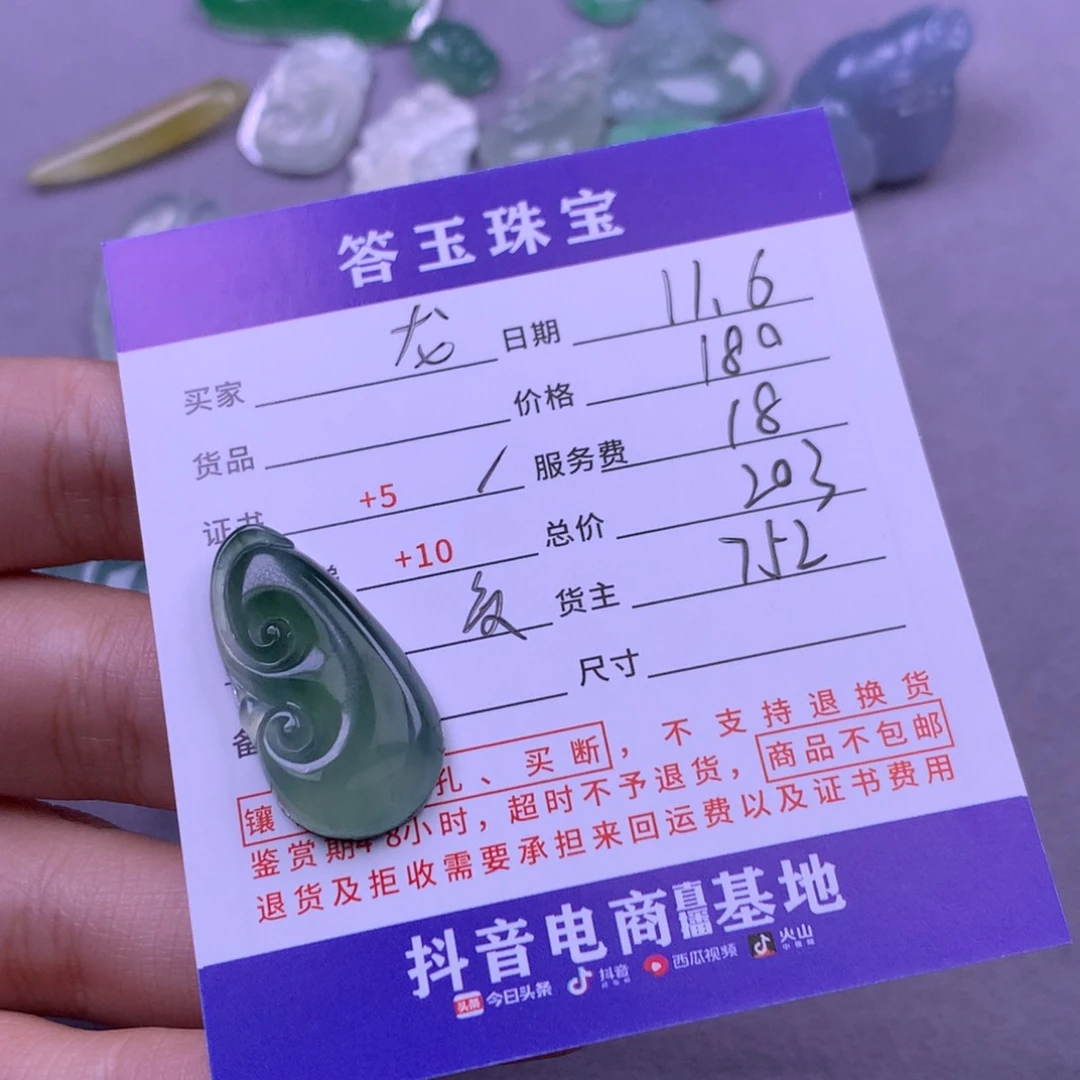 答玉珠宝
买家 龙 日期 11.6
货品 价格 180
证书 +5 / 服务费 18
+10 总价 203
货主 752
尺寸
孔、买断，不支持退换货
鉴赏期48小时，超时不予退货，商品不包邮
退货及拒收需要承担来回运费以及证书费用
抖音电商直播基地
头条 今日头条 抖音 西瓜视频 火山